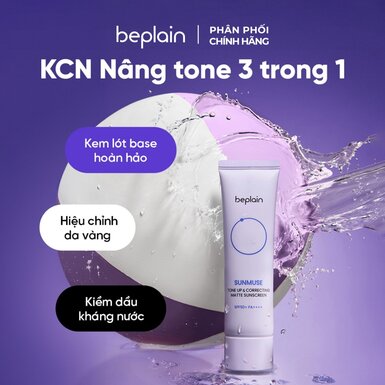 beplain
PHÂN PHỐI
CHÍNH HÃNG
KCN Nâng tone 3 trong 1
Kem lót base
hoàn hảo
Hiệu chỉnh
da vàng
Kiềm dầu
kháng nước
beplain
SUNMUSE
TONE UP & CORRECTING
MATTE SUNSCREEN
SPF50+ PA++++